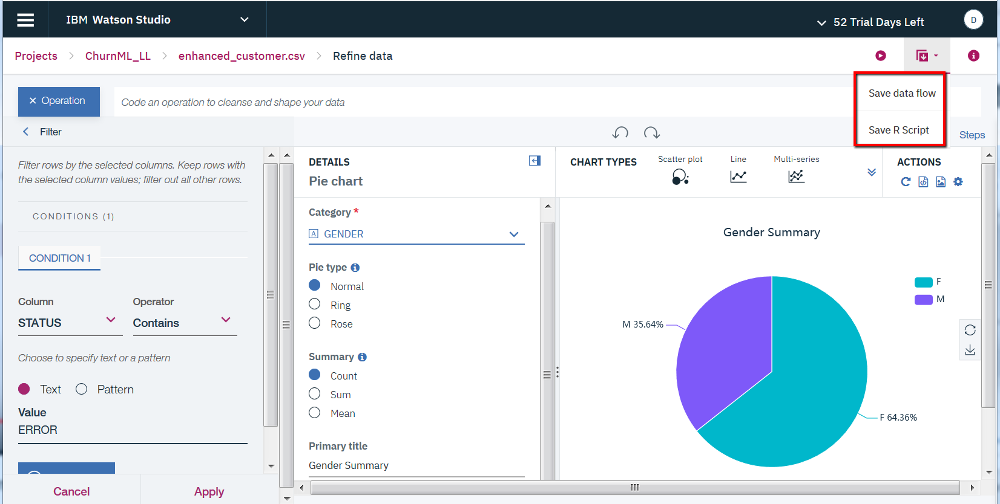 IBM Watson Studio
52 Trial Days Left
D
Projects > ChurnML_LL > enhanced_customer.csv > Refine data
Save data flow
Save R Script
× Operation
Code an operation to cleanse and shape your data
Filter
Steps
Filter rows by the selected columns. Keep rows with
the selected column values; filter out all other rows.
CONDITIONS (1)
CONDITION 1
Column
Operator
STATUS
Contains
Choose to specify text or a pattern
Text
Pattern
Value
ERROR
Cancel
Apply
DETAILS
Pie chart
Category *
A GENDER
Pie type
Normal
Ring
Rose
Summary
Count
Sum
Mean
Primary title
Gender Summary
CHART TYPES
Scatter plot
Line
Multi-series
ACTIONS
Gender Summary
F
M
M 35.64%
F 64.36%